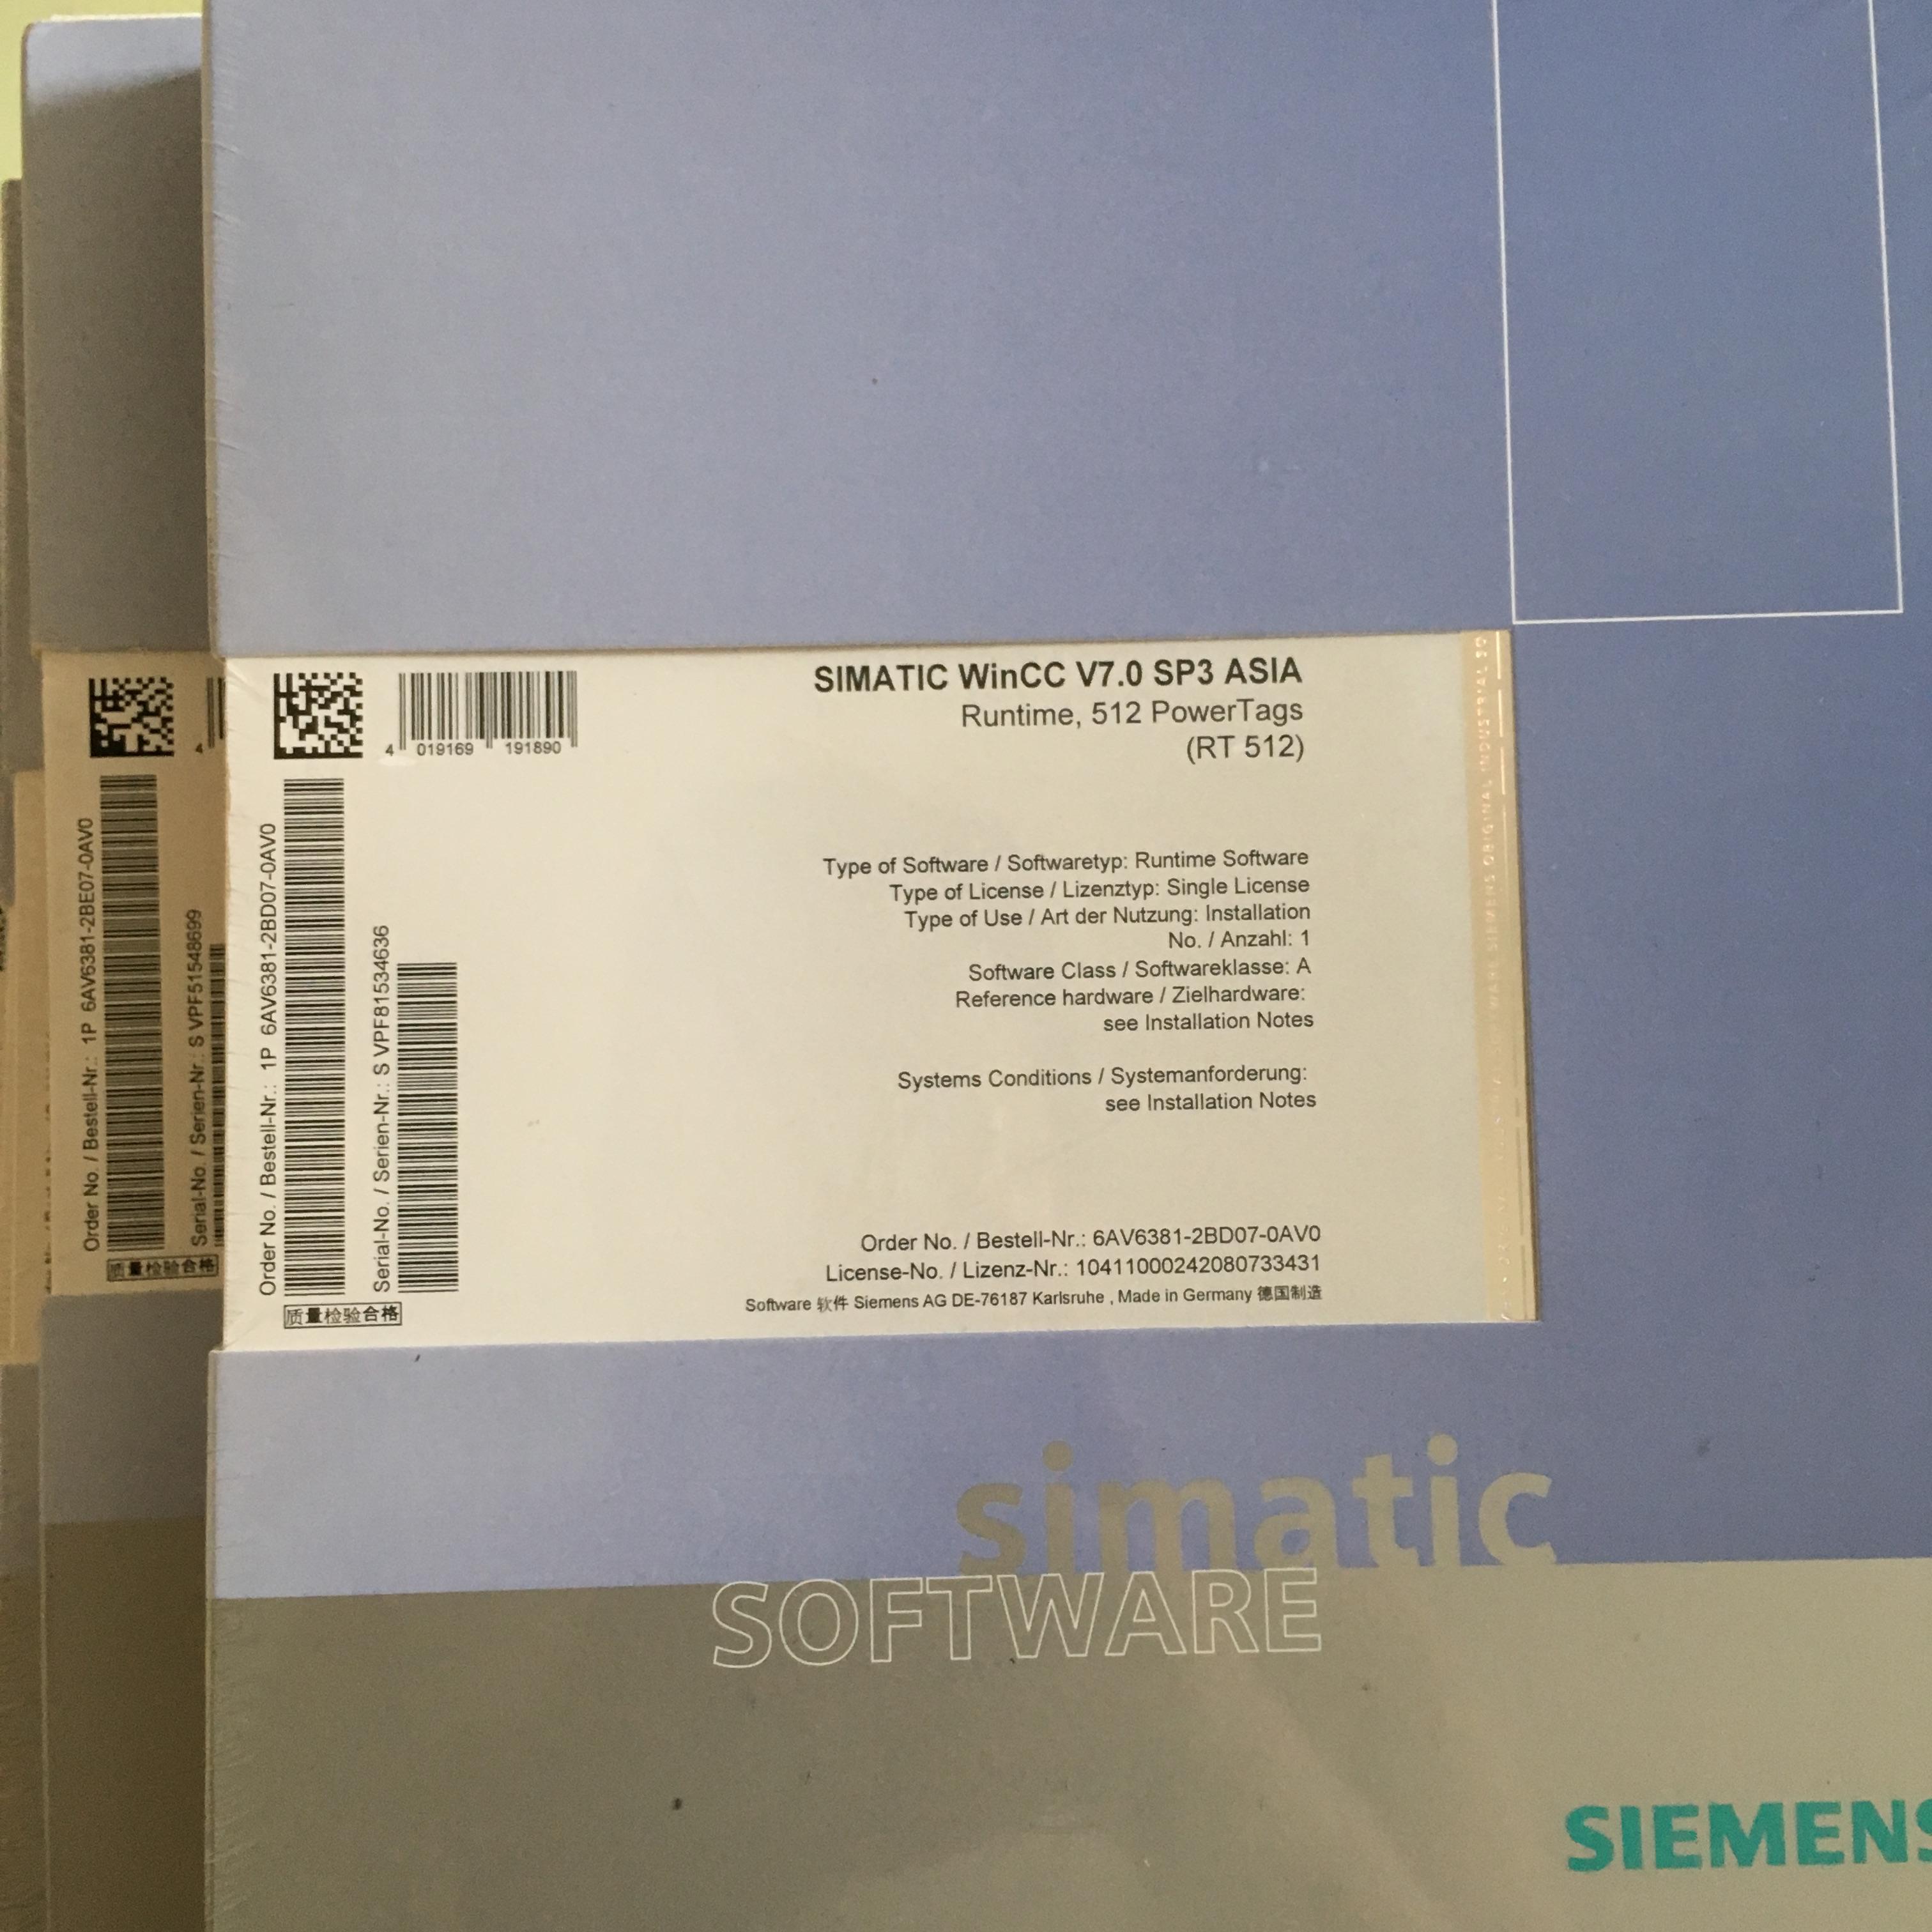 SIMATIC WinCC V7.0 SP3 ASIA
Runtime, 512 PowerTags
(RT 512)
4 019169 191890
Type of Software / Softwaretyp: Runtime Software
Type of License / Lizenztyp: Single License
Type of Use / Art der Nutzung: Installation
No. / Anzahl: 1
Software Class / Softwareklasse: A
Reference hardware / Zielhardware:
see Installation Notes
Systems Conditions / Systemanforderung:
see Installation Notes
Order No. / Bestell-Nr.: 6AV6381-2BD07-0AV0
License-No. / Lizenz-Nr.: 10411000242080733431
Software 软件 Siemens AG DE-76187 Karlsruhe , Made in Germany 德国制造
Order No. / Bestell-Nr.: 1P 6AV6381-2BD07-0AV0
Serial-No. / Serien-Nr.: S VPF81534636
质量检验合格
Order No. / Bestell-Nr.: 1P 6AV6381-2BE07-0AV0
Serial-No. / Serien-Nr.: S VPF51548699
4
质量检验合格
simatic
SOFTWARE
SIEMENS